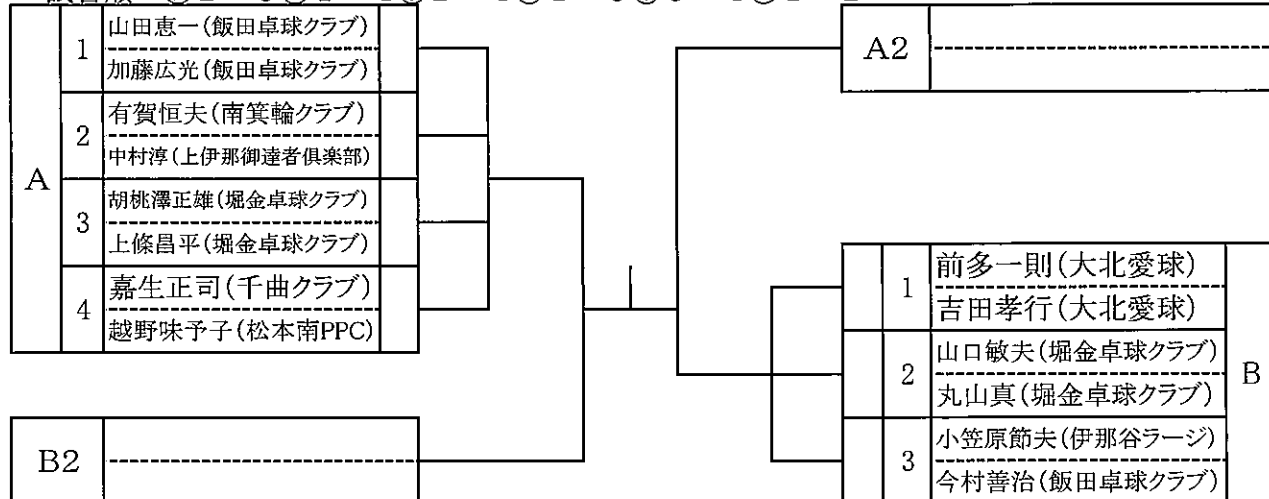 A
1
山田恵一(飯田卓球クラブ)
加藤広光(飯田卓球クラブ)
2
有賀恒夫(南箕輪クラブ)
中村淳(上伊那御達者倶楽部)
3
胡桃澤正雄(堀金卓球クラブ)
上條昌平(堀金卓球クラブ)
4
嘉生正司(千曲クラブ)
越野味予子(松本南PPC)
B2
A2
1
前多一則(大北愛球)
吉田孝行(大北愛球)
2
山口敏夫(堀金卓球クラブ)
丸山真(堀金卓球クラブ)
3
小笠原節夫(伊那谷ラージ)
今村善治(飯田卓球クラブ)
B